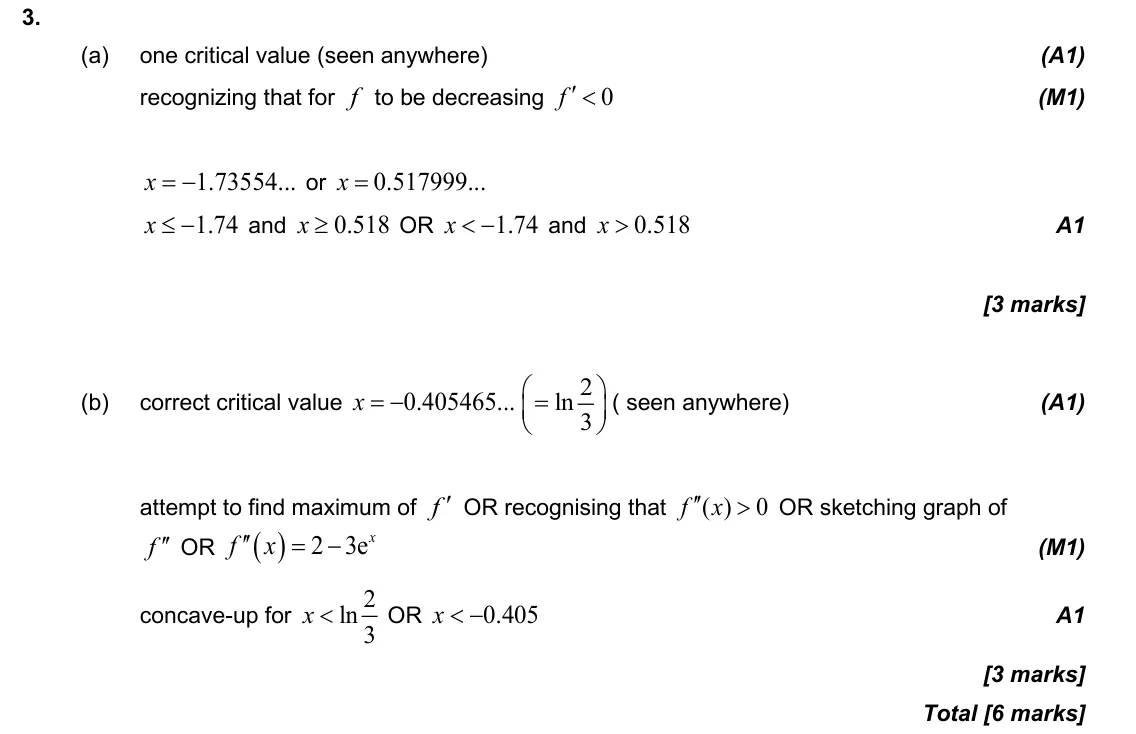 3.
(a) one critical value (seen anywhere) (A1)
recognizing that for f to be decreasing f′ < 0 (M1)
x = −1.73554... or x = 0.517999...
x ≤ −1.74 and x ≥ 0.518 OR x < −1.74 and x > 0.518 A1
[3 marks]
(b) correct critical value x = −0.405465... (= ln 2/3) ( seen anywhere) (A1)
attempt to find maximum of f′ OR recognising that f″(x) > 0 OR sketching graph of
f″ OR f″(x) = 2 − 3eˣ (M1)
concave-up for x < ln 2/3 OR x < −0.405 A1
[3 marks]
Total [6 marks]